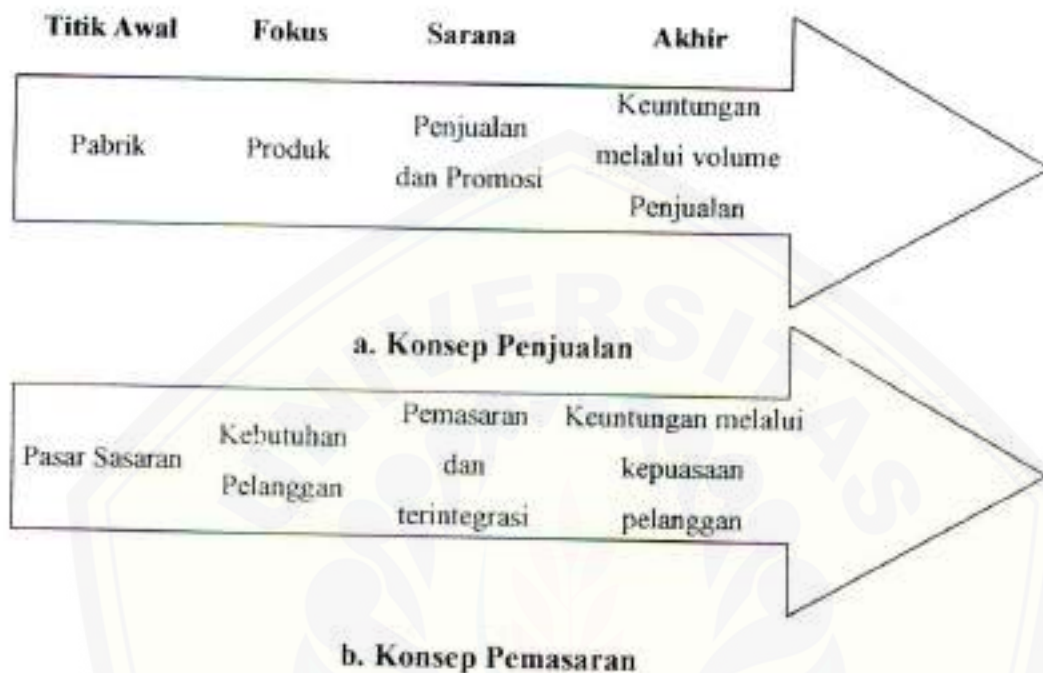 Titik Awal Fokus Sarana Akhir
Pabrik Produk Penjualan dan Promosi Keuntungan melalui volume Penjualan
a. Konsep Penjualan
Pasar Sasaran Kebutuhan Pelanggan Pemasaran dan terintegrasi Keuntungan melalui kepuasaan pelanggan
b. Konsep Pemasaran
UNIVERSITAS